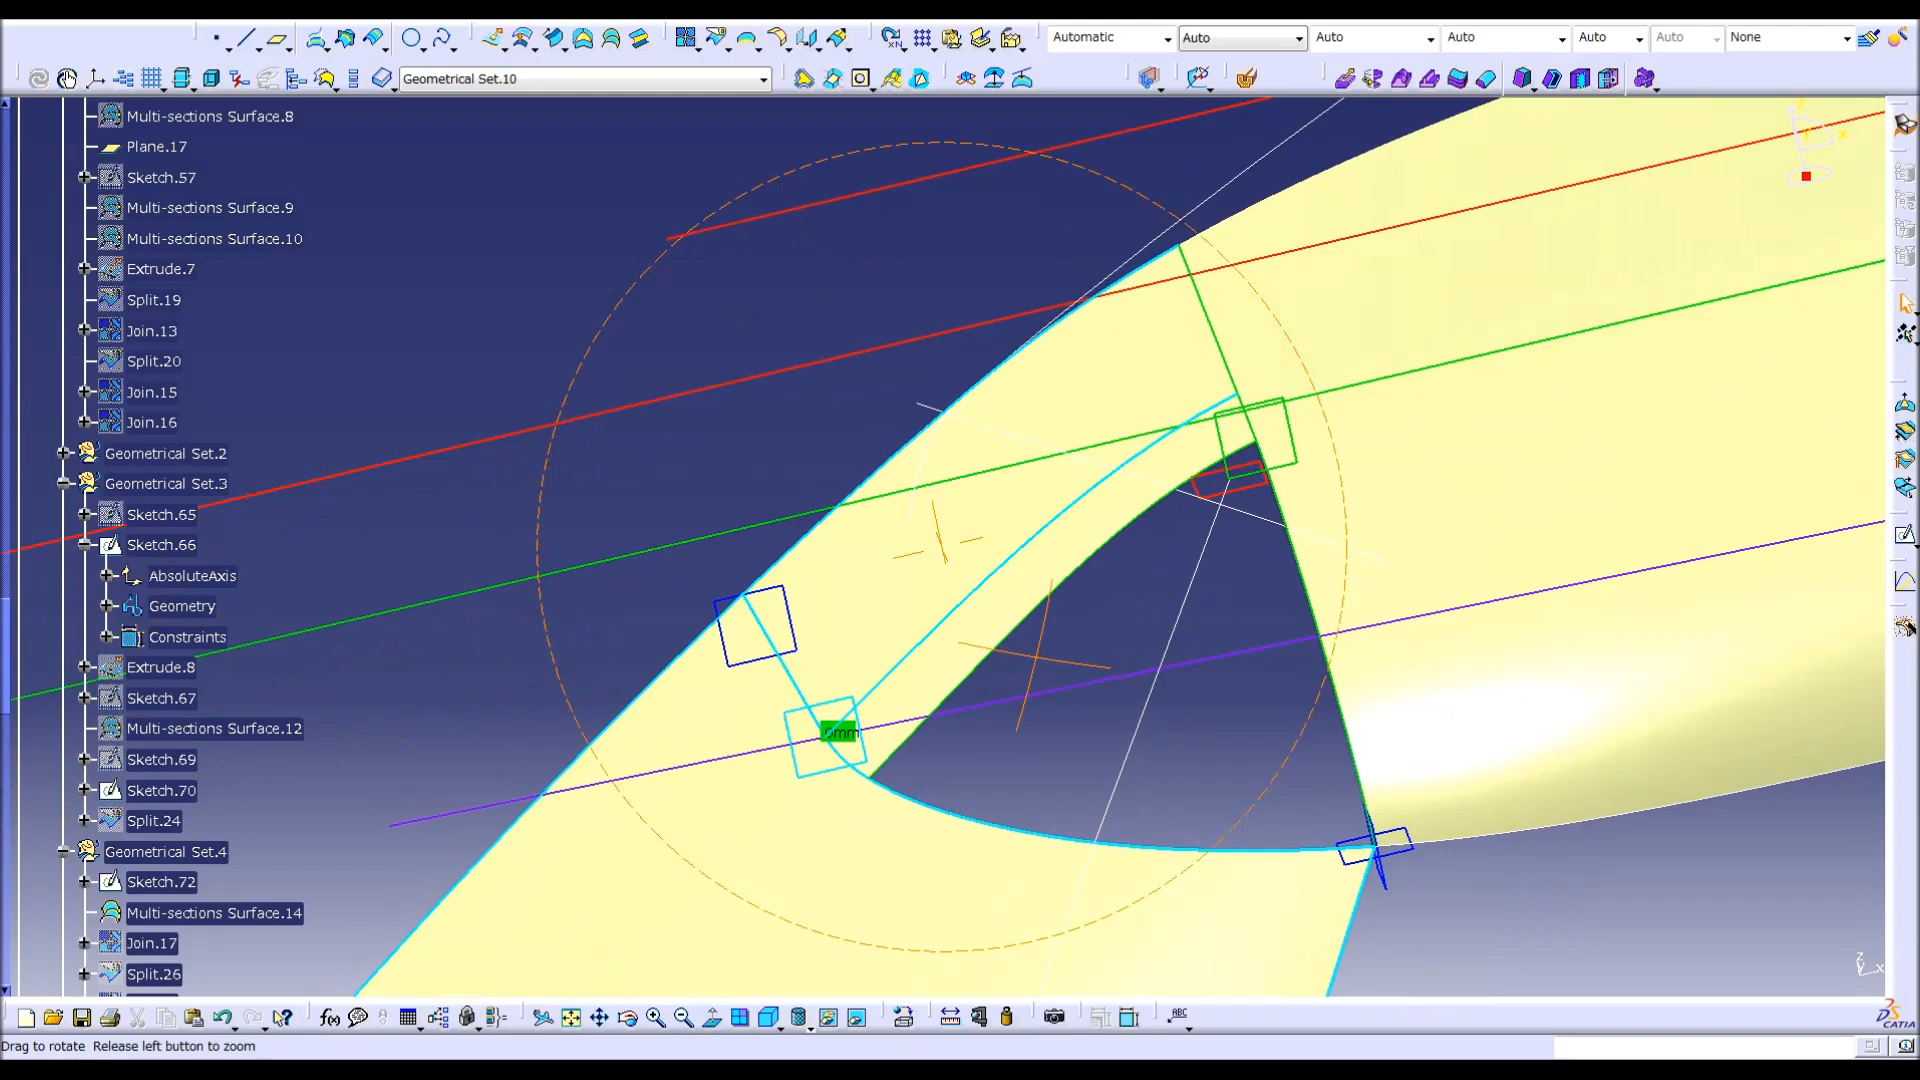 Automatic Auto Auto Auto Auto Auto None
Geometrical Set.10
Multi-sections Surface.8
Plane.17
Sketch.57
Multi-sections Surface.9
Multi-sections Surface.10
Extrude.7
Split.19
Join.13
Split.20
Join.15
Join.16
Geometrical Set.2
Geometrical Set.3
Sketch.65
Sketch.66
AbsoluteAxis
Geometry
Constraints
Extrude.8
Sketch.67
Multi-sections Surface.12
Sketch.69
Sketch.70
Split.24
Geometrical Set.4
Sketch.72
Multi-sections Surface.14
Join.17
Split.26
0mm
z
x
z
y
x
f(x)
ABC
CATIA
Drag to rotate Release left button to zoom